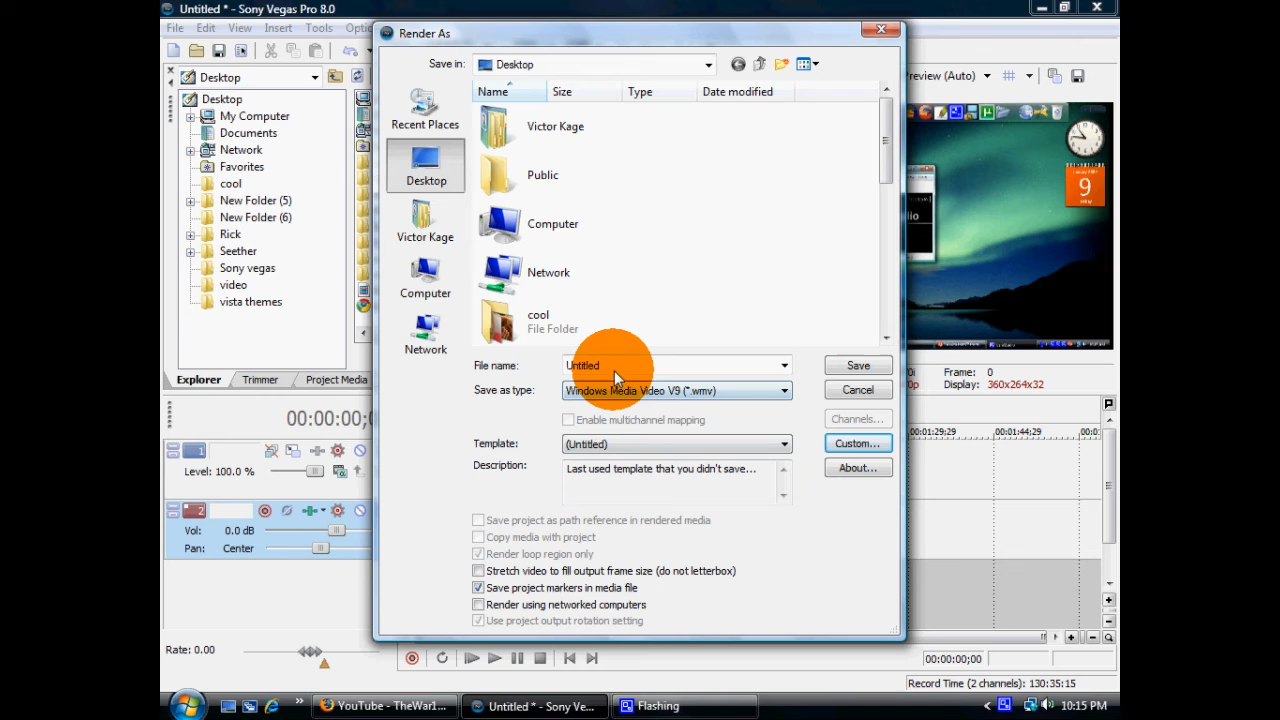 Untitled * - Sony Vegas Pro 8.0
File Edit View Insert Tools Optio
Render As
Save in: Desktop
Desktop
Preview (Auto)
Name Size Type Date modified
Desktop
My Computer
Documents
Network
Favorites
cool
New Folder (5)
New Folder (6)
Rick
Seether
Sony vegas
video
vista themes
Recent Places
Desktop
Victor Kage
Computer
Network
Victor Kage
Public
Computer
Network
cool
File Folder
9
File name: Untitled Save
Save as type: Windows Media Video V9 (*.wmv) Cancel
Enable multichannel mapping Channels...
Template: (Untitled) Custom...
Description: Last used template that you didn't save... About...
Save project as path reference in rendered media
Copy media with project
Render loop region only
Stretch video to fill output frame size (do not letterbox)
Save project markers in media file
Render using networked computers
Use project output rotation setting
Frame: 0
Display: 360x264x32
Explorer Trimmer Project Media
00:00:00;
00:01:29;29 00:01:44;29 00:0
1
Level: 100.0 %
2
Vol: 0.0 dB
Pan: Center
Rate: 0.00
00:00:00;00
Record Time (2 channels): 130:35:15
YouTube - TheWar1... Untitled * - Sony Ve... Flashing 10:15 PM